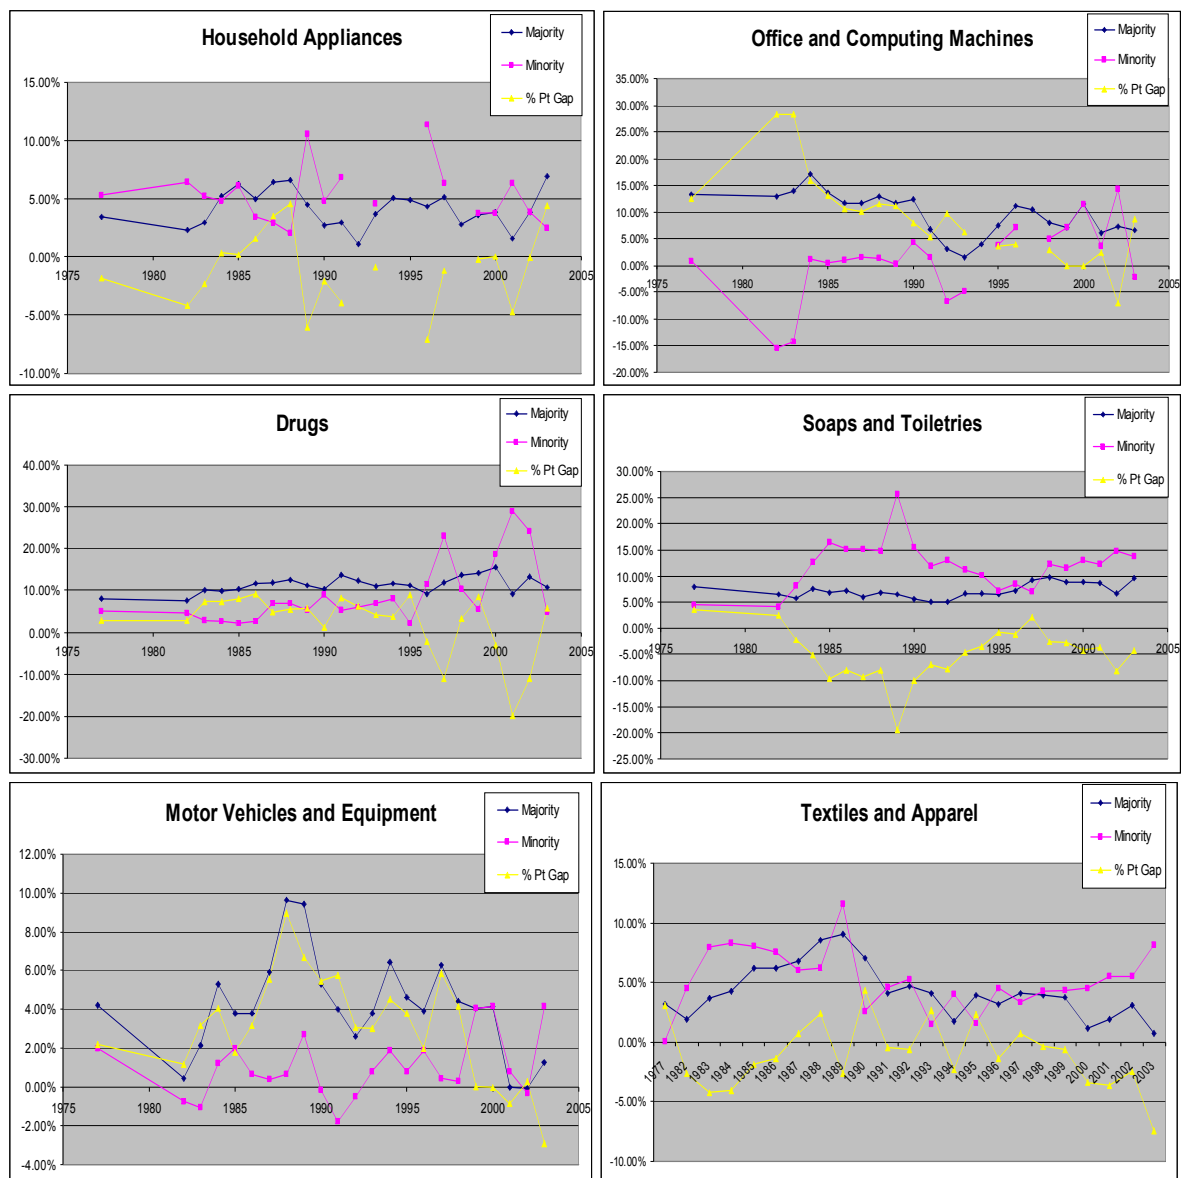 Household Appliances
Majority
Minority
% Pt Gap
15.00%
10.00%
5.00%
0.00%
-5.00%
-10.00%
1975 1980 1985 1990 1995 2000 2005
Office and Computing Machines
Majority
Minority
% Pt Gap
35.00%
30.00%
25.00%
20.00%
15.00%
10.00%
5.00%
0.00%
-5.00%
-10.00%
-15.00%
-20.00%
1975 1980 1985 1990 1995 2000 2005
Drugs
Majority
Minority
% Pt Gap
40.00%
30.00%
20.00%
10.00%
0.00%
-10.00%
-20.00%
-30.00%
1975 1980 1985 1990 1995 2000 2005
Soaps and Toiletries
Majority
Minority
% Pt Gap
30.00%
25.00%
20.00%
15.00%
10.00%
5.00%
0.00%
-5.00%
-10.00%
-15.00%
-20.00%
-25.00%
1975 1980 1985 1990 1995 2000 2005
Motor Vehicles and Equipment
Majority
Minority
% Pt Gap
12.00%
10.00%
8.00%
6.00%
4.00%
2.00%
0.00%
-2.00%
-4.00%
1975 1980 1985 1990 1995 2000 2005
Textiles and Apparel
Majority
Minority
% Pt Gap
15.00%
10.00%
5.00%
0.00%
-5.00%
-10.00%
1977 1982 1983 1984 1985 1986 1987 1988 1989 1990 1991 1992 1993 1994 1995 1996 1997 1998 1999 2000 2001 2002 2003